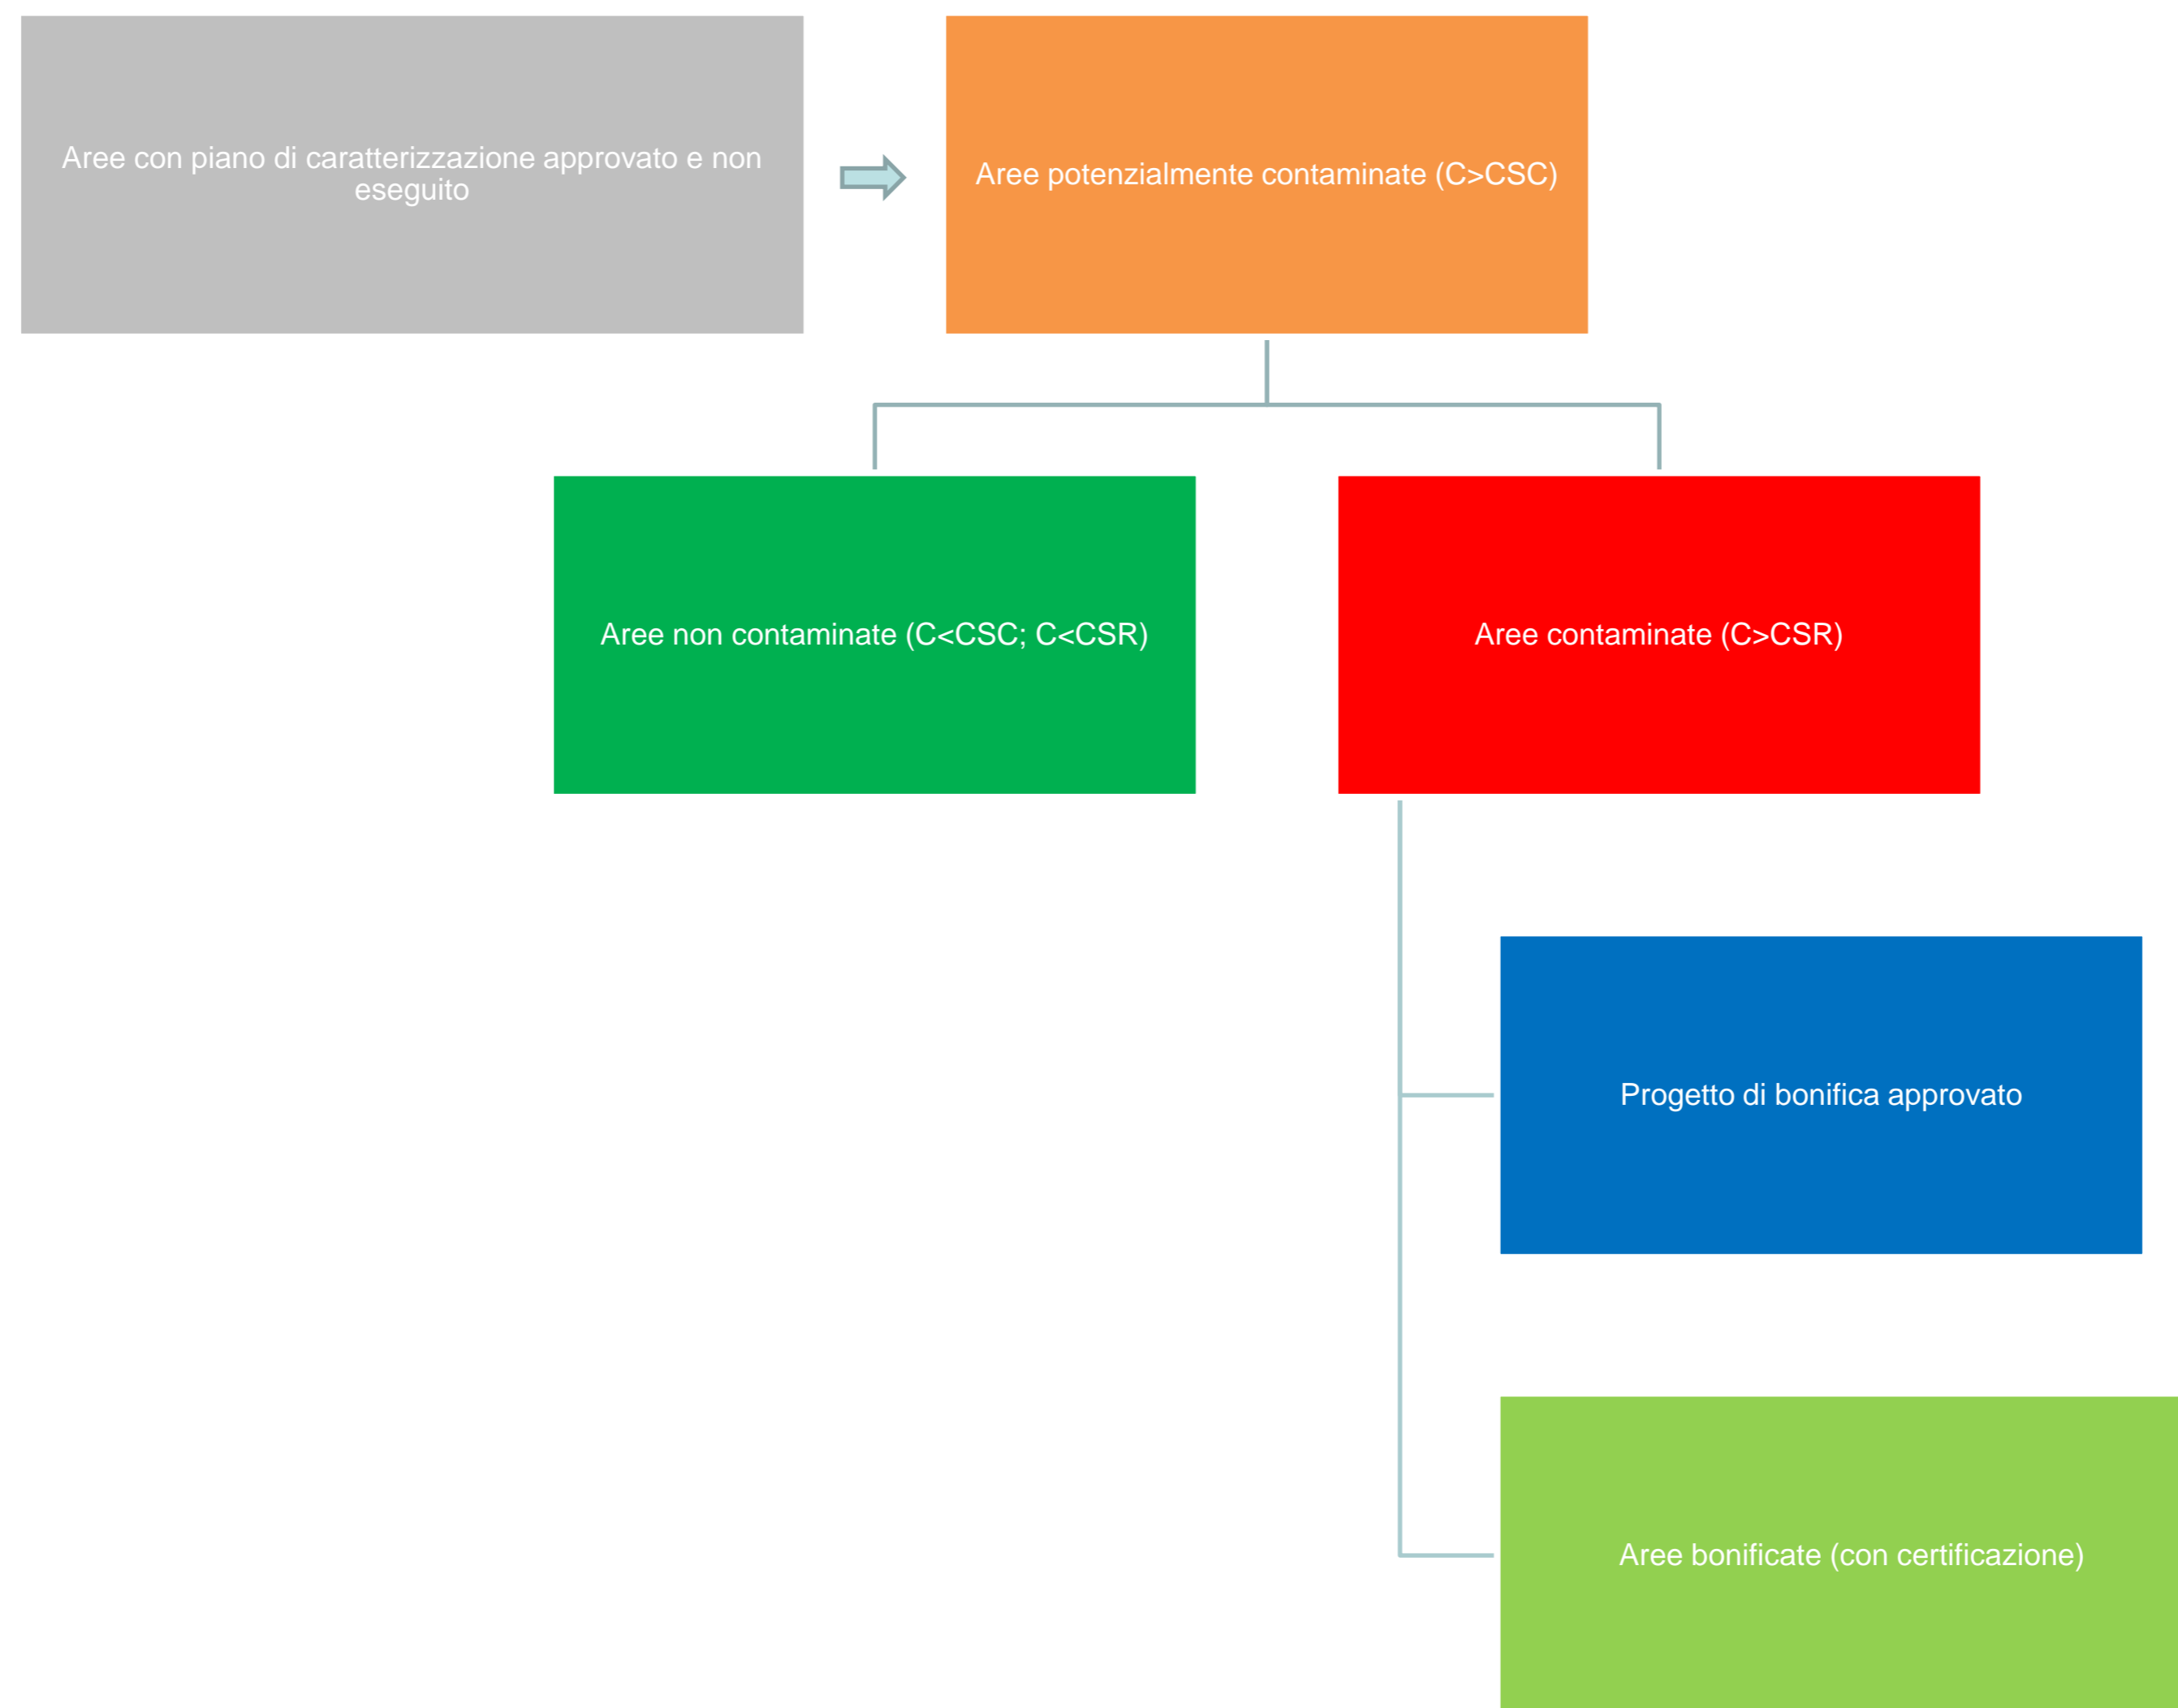 Aree con piano di caratterizzazione approvato e non
eseguito
Aree potenzialmente contaminate (C>CSC)
Aree non contaminate (C<CSC; C<CSR)
Aree contaminate (C>CSR)
Progetto di bonifica approvato
Aree bonificate (con certificazione)